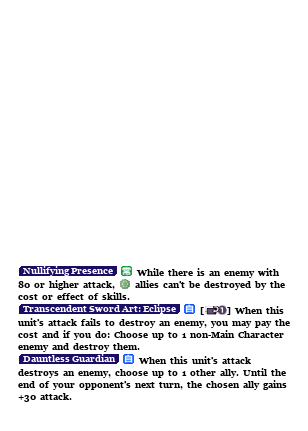 Nullifying Presence While there is an enemy with
80 or higher attack, allies can't be destroyed by the
cost or effect of skills.
Transcendent Sword Art: Eclipse [1] When this
unit's attack fails to destroy an enemy, you may pay the
cost and if you do: Choose up to 1 non-Main Character
enemy and destroy them.
Dauntless Guardian When this unit's attack
destroys an enemy, choose up to 1 other ally. Until the
end of your opponent's next turn, the chosen ally gains
+30 attack.